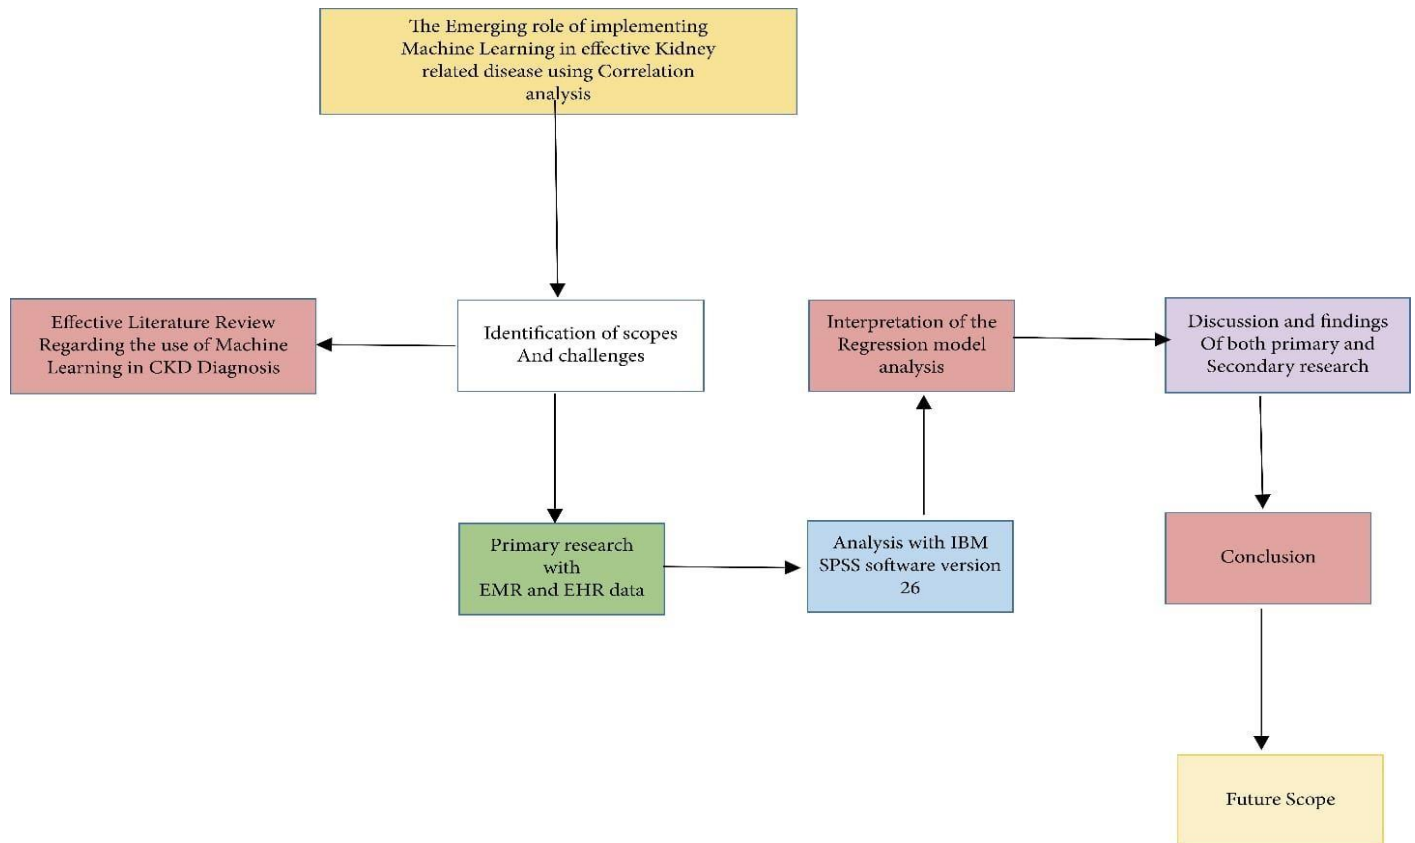 The Emerging role of implementing
Machine Learning in effective Kidney
related disease using Correlation
analysis
Effective Literature Review
Regarding the use of Machine
Learning in CKD Diagnosis
Identification of scopes
And challenges
Interpretation of the
Regression model
analysis
Discussion and findings
Of both primary and
Secondary research
Primary research
with
EMR and EHR data
Analysis with IBM
SPSS software version
26
Conclusion
Future Scope